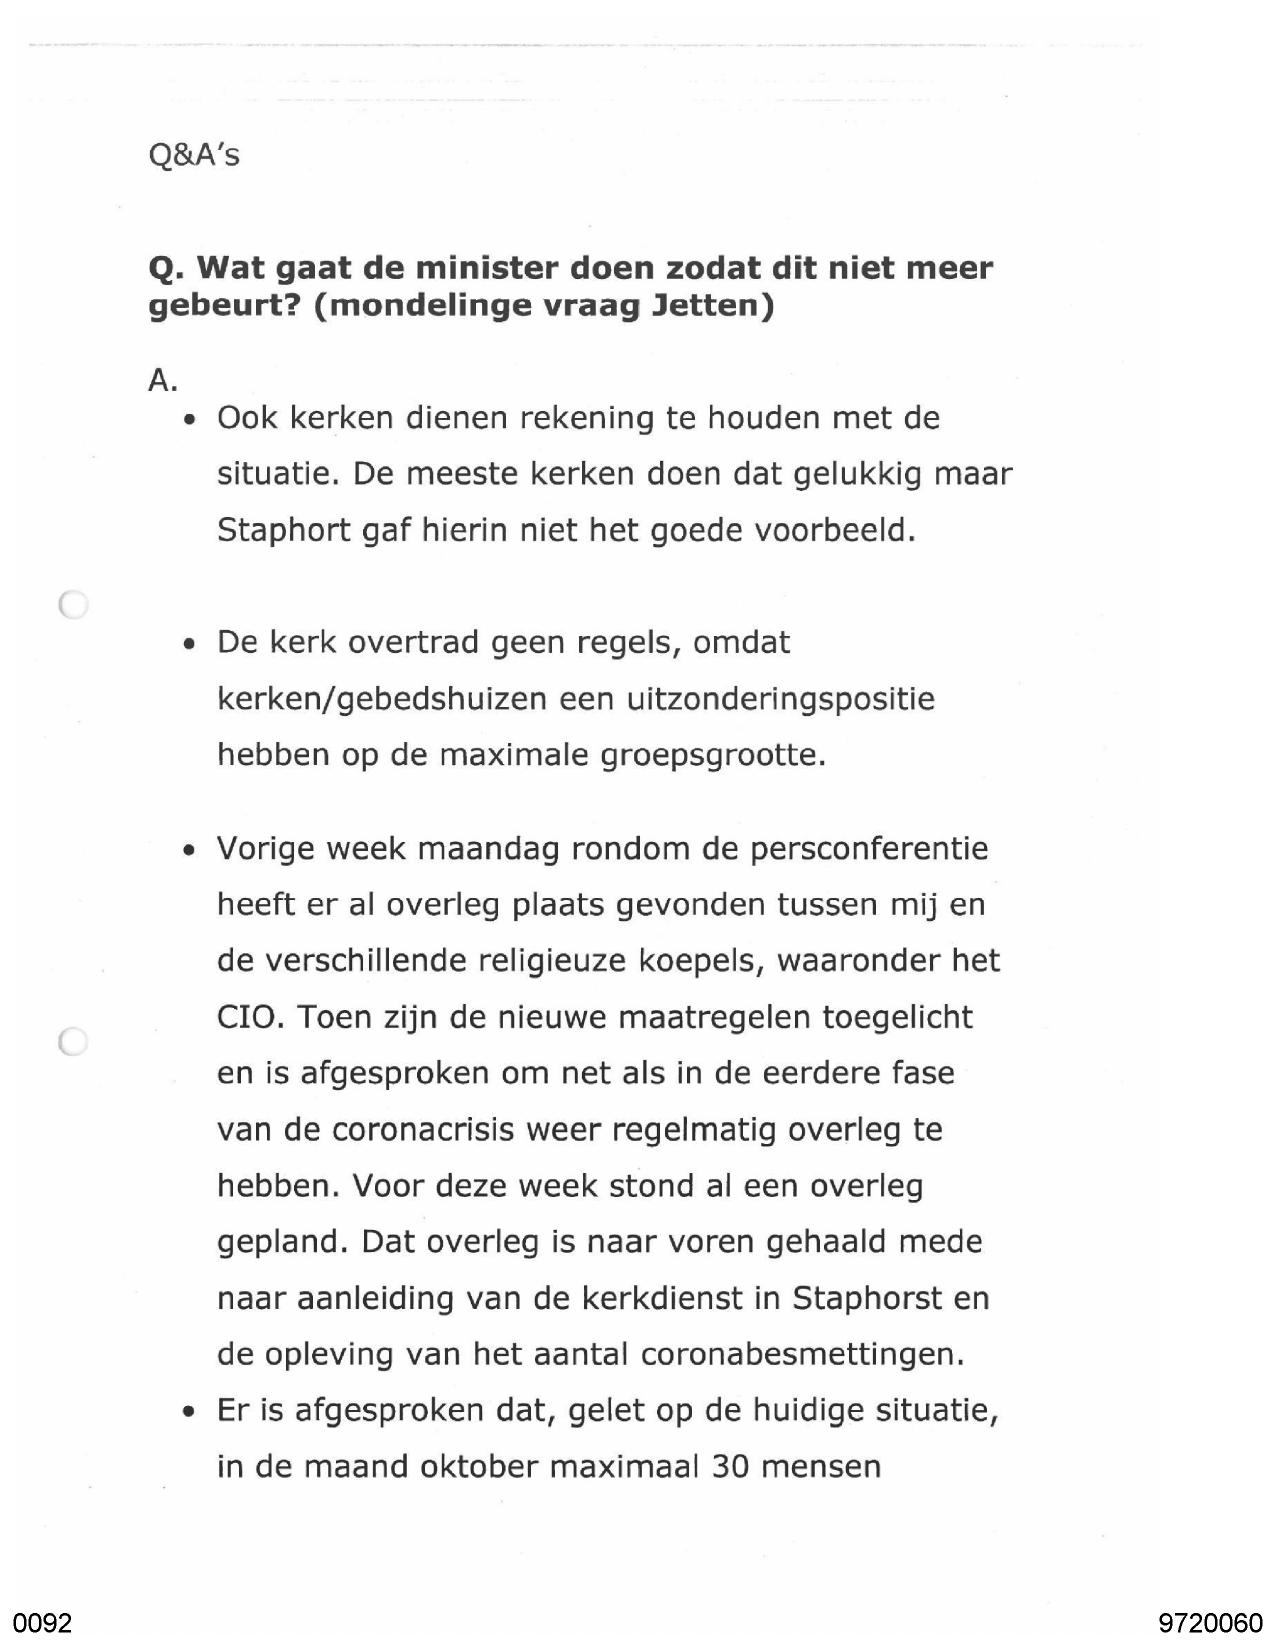 Q&A's
Q. Wat gaat de minister doen zodat dit niet meer
gebeurt? (mondelinge vraag Jetten)
A.
• Ook kerken dienen rekening te houden met de
situatie. De meeste kerken doen dat gelukkig maar
Staphort gaf hierin niet het goede voorbeeld.
• De kerk overtrad geen regels, omdat
kerken/gebedshuizen een uitzonderingspositie
hebben op de maximale groepsgrootte.
• Vorige week maandag rondom de persconferentie
heeft er al overleg plaats gevonden tussen mij en
de verschillende religieuze koepels, waaronder het
CIO. Toen zijn de nieuwe maatregelen toegelicht
en is afgesproken om net als in de eerdere fase
van de coronacrisis weer regelmatig overleg te
hebben. Voor deze week stond al een overleg
gepland. Dat overleg is naar voren gehaald mede
naar aanleiding van de kerkdienst in Staphorst en
de opleving van het aantal coronabesmettingen.
• Er is afgesproken dat, gelet op de huidige situatie,
in de maand oktober maximaal 30 mensen
0092
9720060